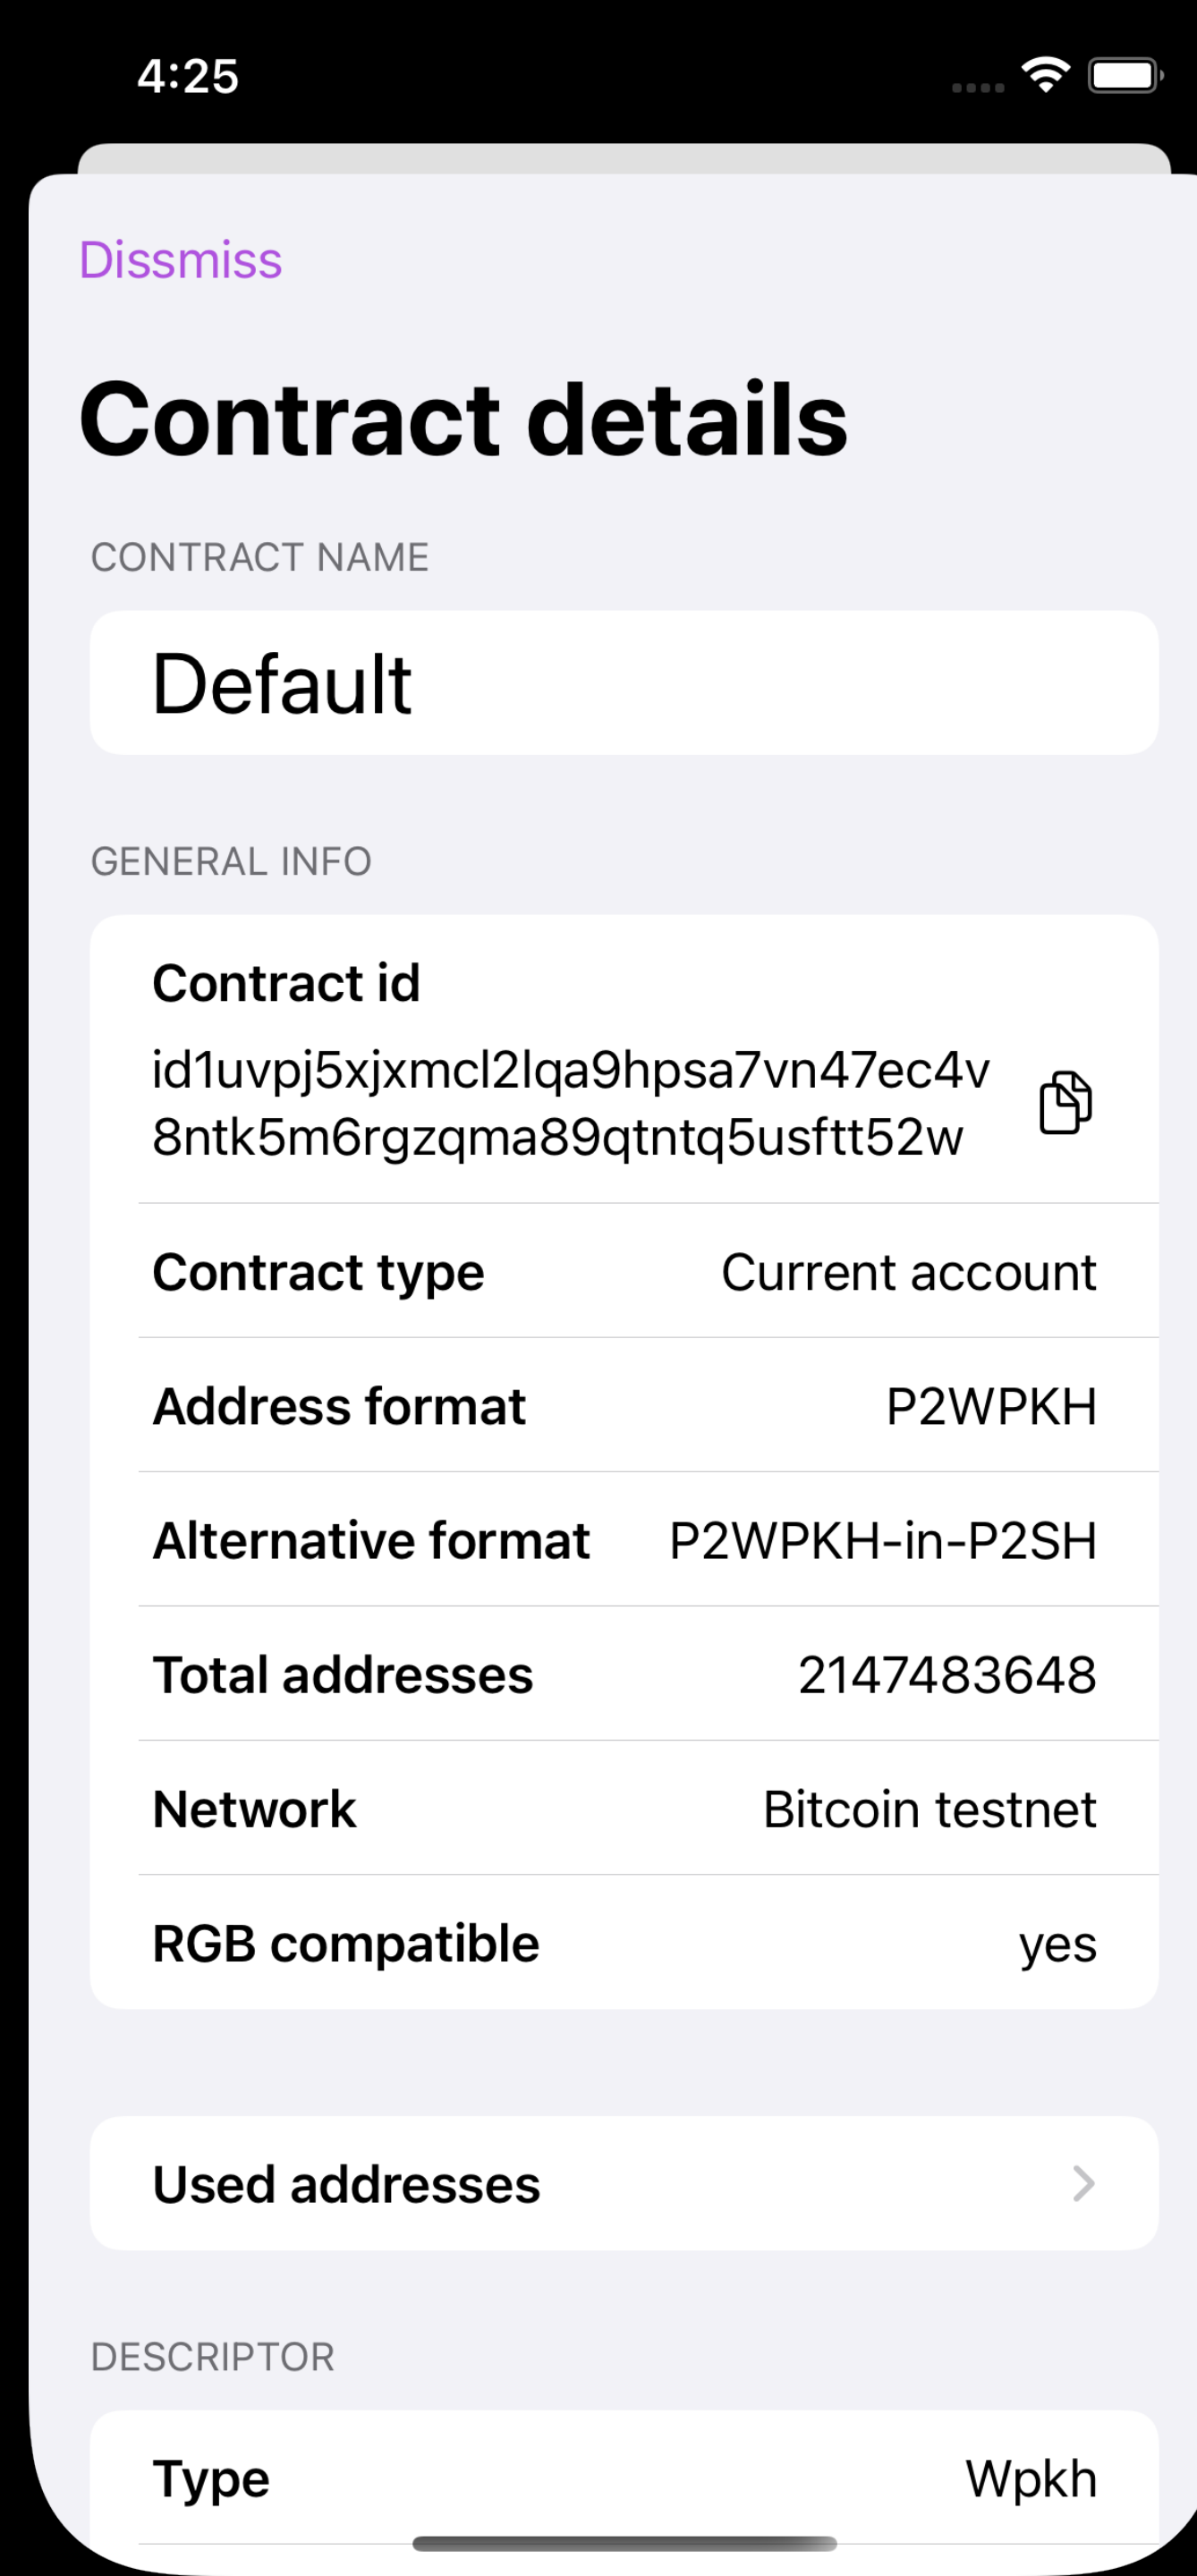 4:25
Dissmiss
Contract details
CONTRACT NAME
Default
GENERAL INFO
Contract id
id1uvpj5xjxmcl2lqa9hpsa7vn47ec4v
8ntk5m6rgzqma89qtntq5usftt52w
Contract type Current account
Address format P2WPKH
Alternative format P2WPKH-in-P2SH
Total addresses 2147483648
Network Bitcoin testnet
RGB compatible yes
Used addresses
DESCRIPTOR
Type Wpkh